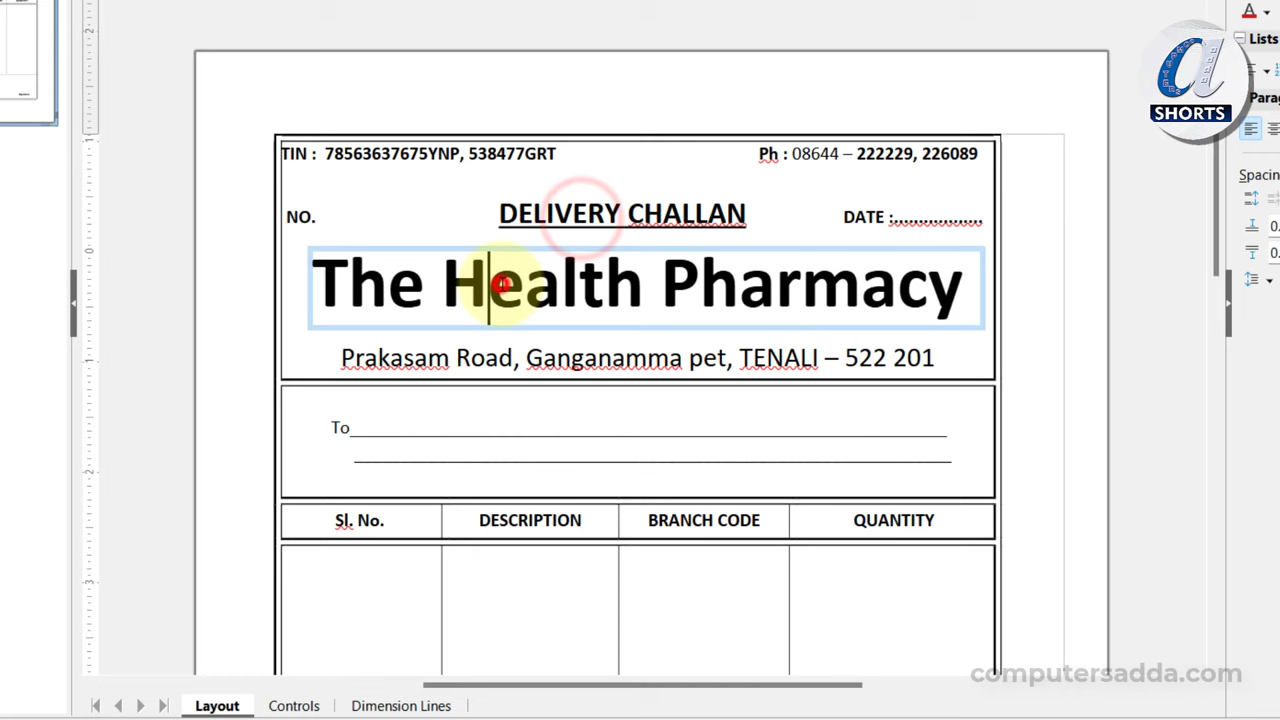 Lists
SHORTS
Para
TIN : 78563637675YNP, 538477GRT Ph : 08644 – 222229, 226089
Spacin
NO. DELIVERY CHALLAN DATE :..................
The Health Pharmacy
Prakasam Road, Ganganamma pet, TENALI – 522 201
To
Sl. No. DESCRIPTION BRANCH CODE QUANTITY
computersadda.com
Layout Controls Dimension Lines